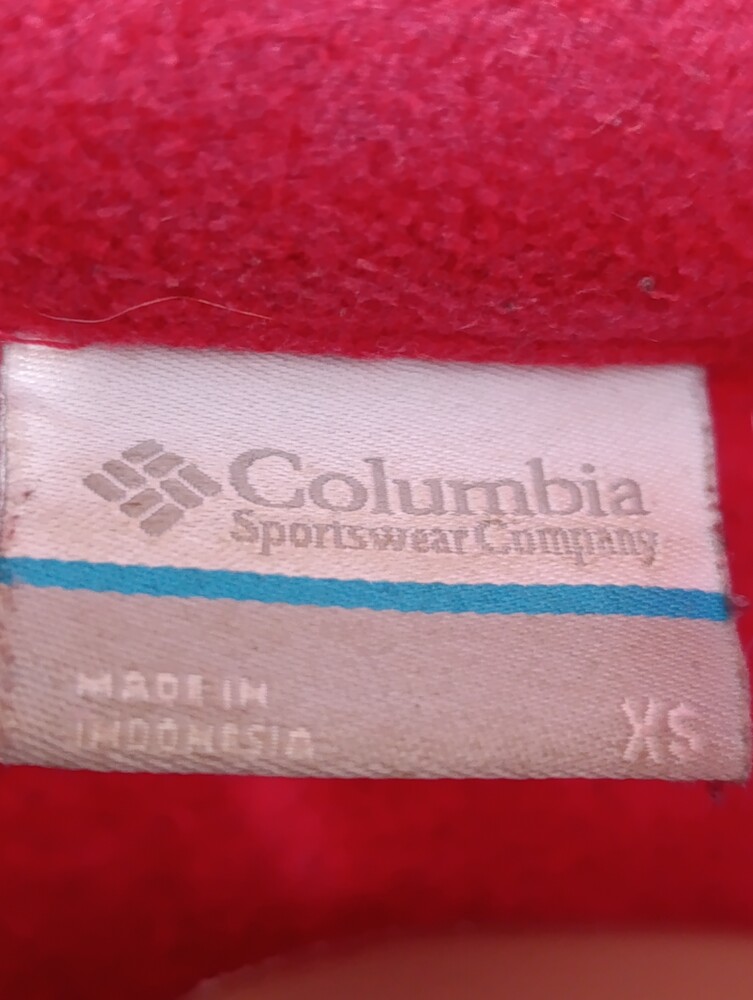 Columbia
Sportswear Company
MADE IN
INDONESIA
XS